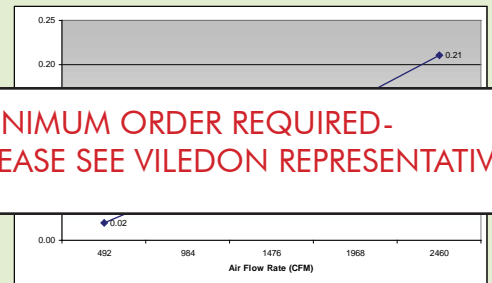 0.25
0.20
0.21
NIMUM ORDER REQUIRED-
EASE SEE VILEDON REPRESENTATIV
0.02
0.00
492 984 1476 1968 2460
Air Flow Rate (CFM)